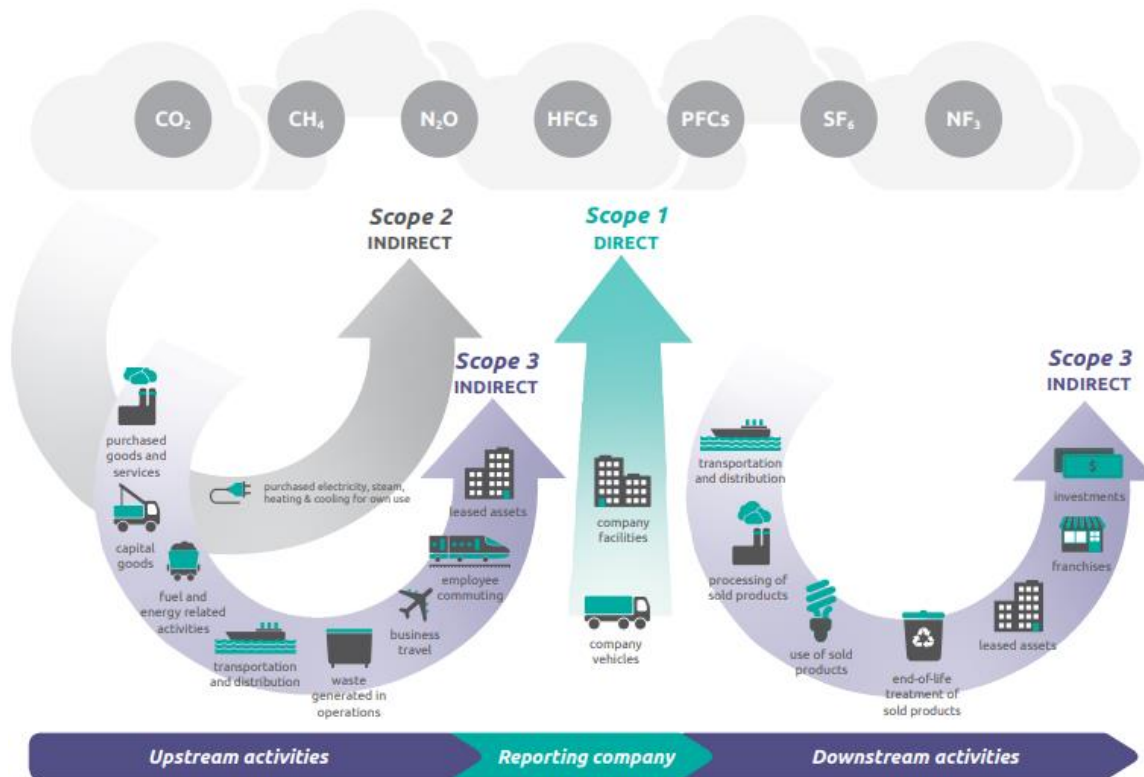 CO₂
CH₄
N₂O
HFCs
PFCs
SF₆
NF₃
Scope 2
INDIRECT
Scope 1
DIRECT
Scope 3
INDIRECT
Scope 3
INDIRECT
purchased
goods and
services
capital
goods
fuel and
energy related
activities
transportation
and distribution
waste
generated in
operations
business
travel
employee
commuting
leased assets
purchased electricity, steam,
heating & cooling for own use
company
facilities
company
vehicles
transportation
and distribution
processing of
sold products
use of sold
products
end-of-life
treatment of
sold products
leased assets
franchises
$
investments
Upstream activities
Reporting company
Downstream activities